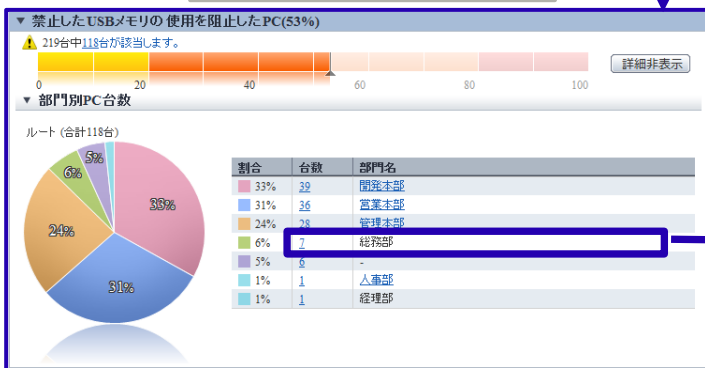 ▼ 禁止したUSBメモリの使用を阻止したPC(53%)
219台中118台が該当します。
詳細非表示
0 20 40 60 80 100
▼ 部門別PC台数
ルート (合計118台)
5%
6%
33%
24%
31%
割合 台数 部門名
33% 39 開発本部
31% 36 営業本部
24% 28 管理本部
6% 7 総務部
5% 6 -
1% 1 人事部
1% 1 経理部